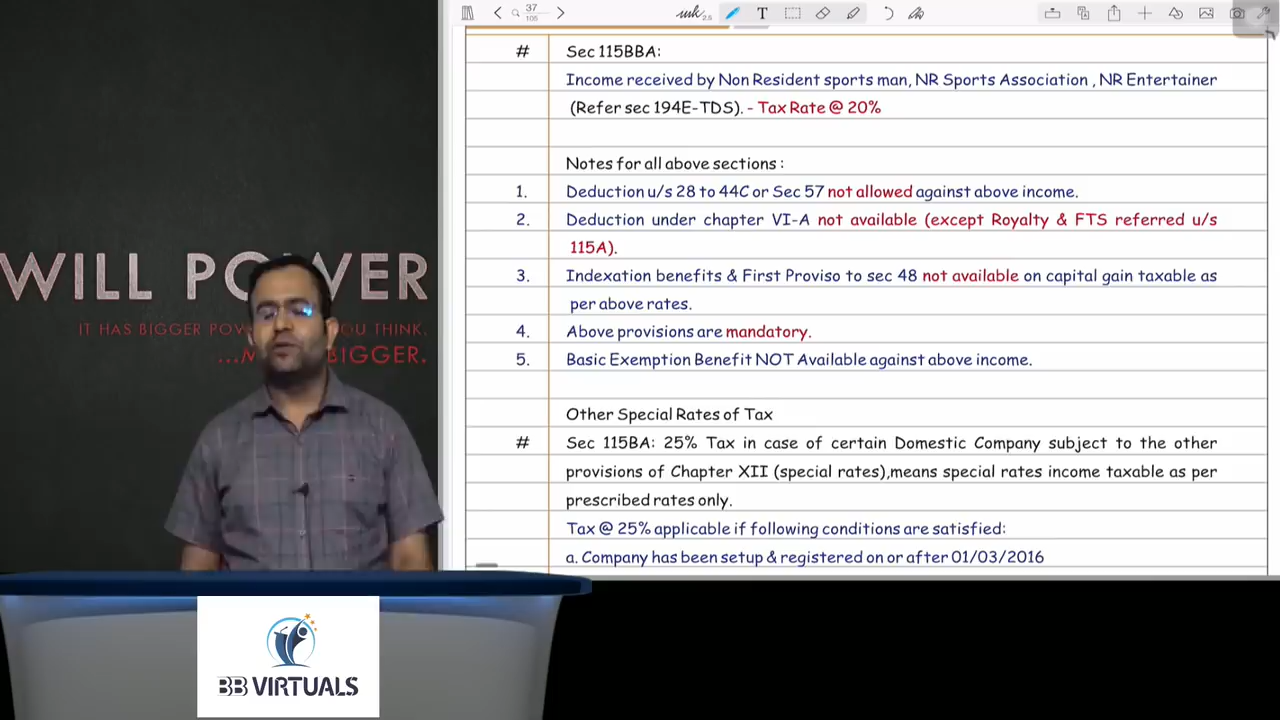 37
105
2.5
T
# Sec 115BBA:
Income received by Non Resident sports man, NR Sports Association , NR Entertainer
(Refer sec 194E-TDS). - Tax Rate @ 20%
Notes for all above sections :
1. Deduction u/s 28 to 44C or Sec 57 not allowed against above income.
2. Deduction under chapter VI-A not available (except Royalty & FTS referred u/s
115A).
3. Indexation benefits & First Proviso to sec 48 not available on capital gain taxable as
per above rates.
4. Above provisions are mandatory.
5. Basic Exemption Benefit NOT Available against above income.
Other Special Rates of Tax
# Sec 115BA: 25% Tax in case of certain Domestic Company subject to the other
provisions of Chapter XII (special rates),means special rates income taxable as per
prescribed rates only.
Tax @ 25% applicable if following conditions are satisfied:
a. Company has been setup & registered on or after 01/03/2016
WILL POWER
IT HAS BIGGER YOU THINK.
BIGGER.
BB VIRTUALS